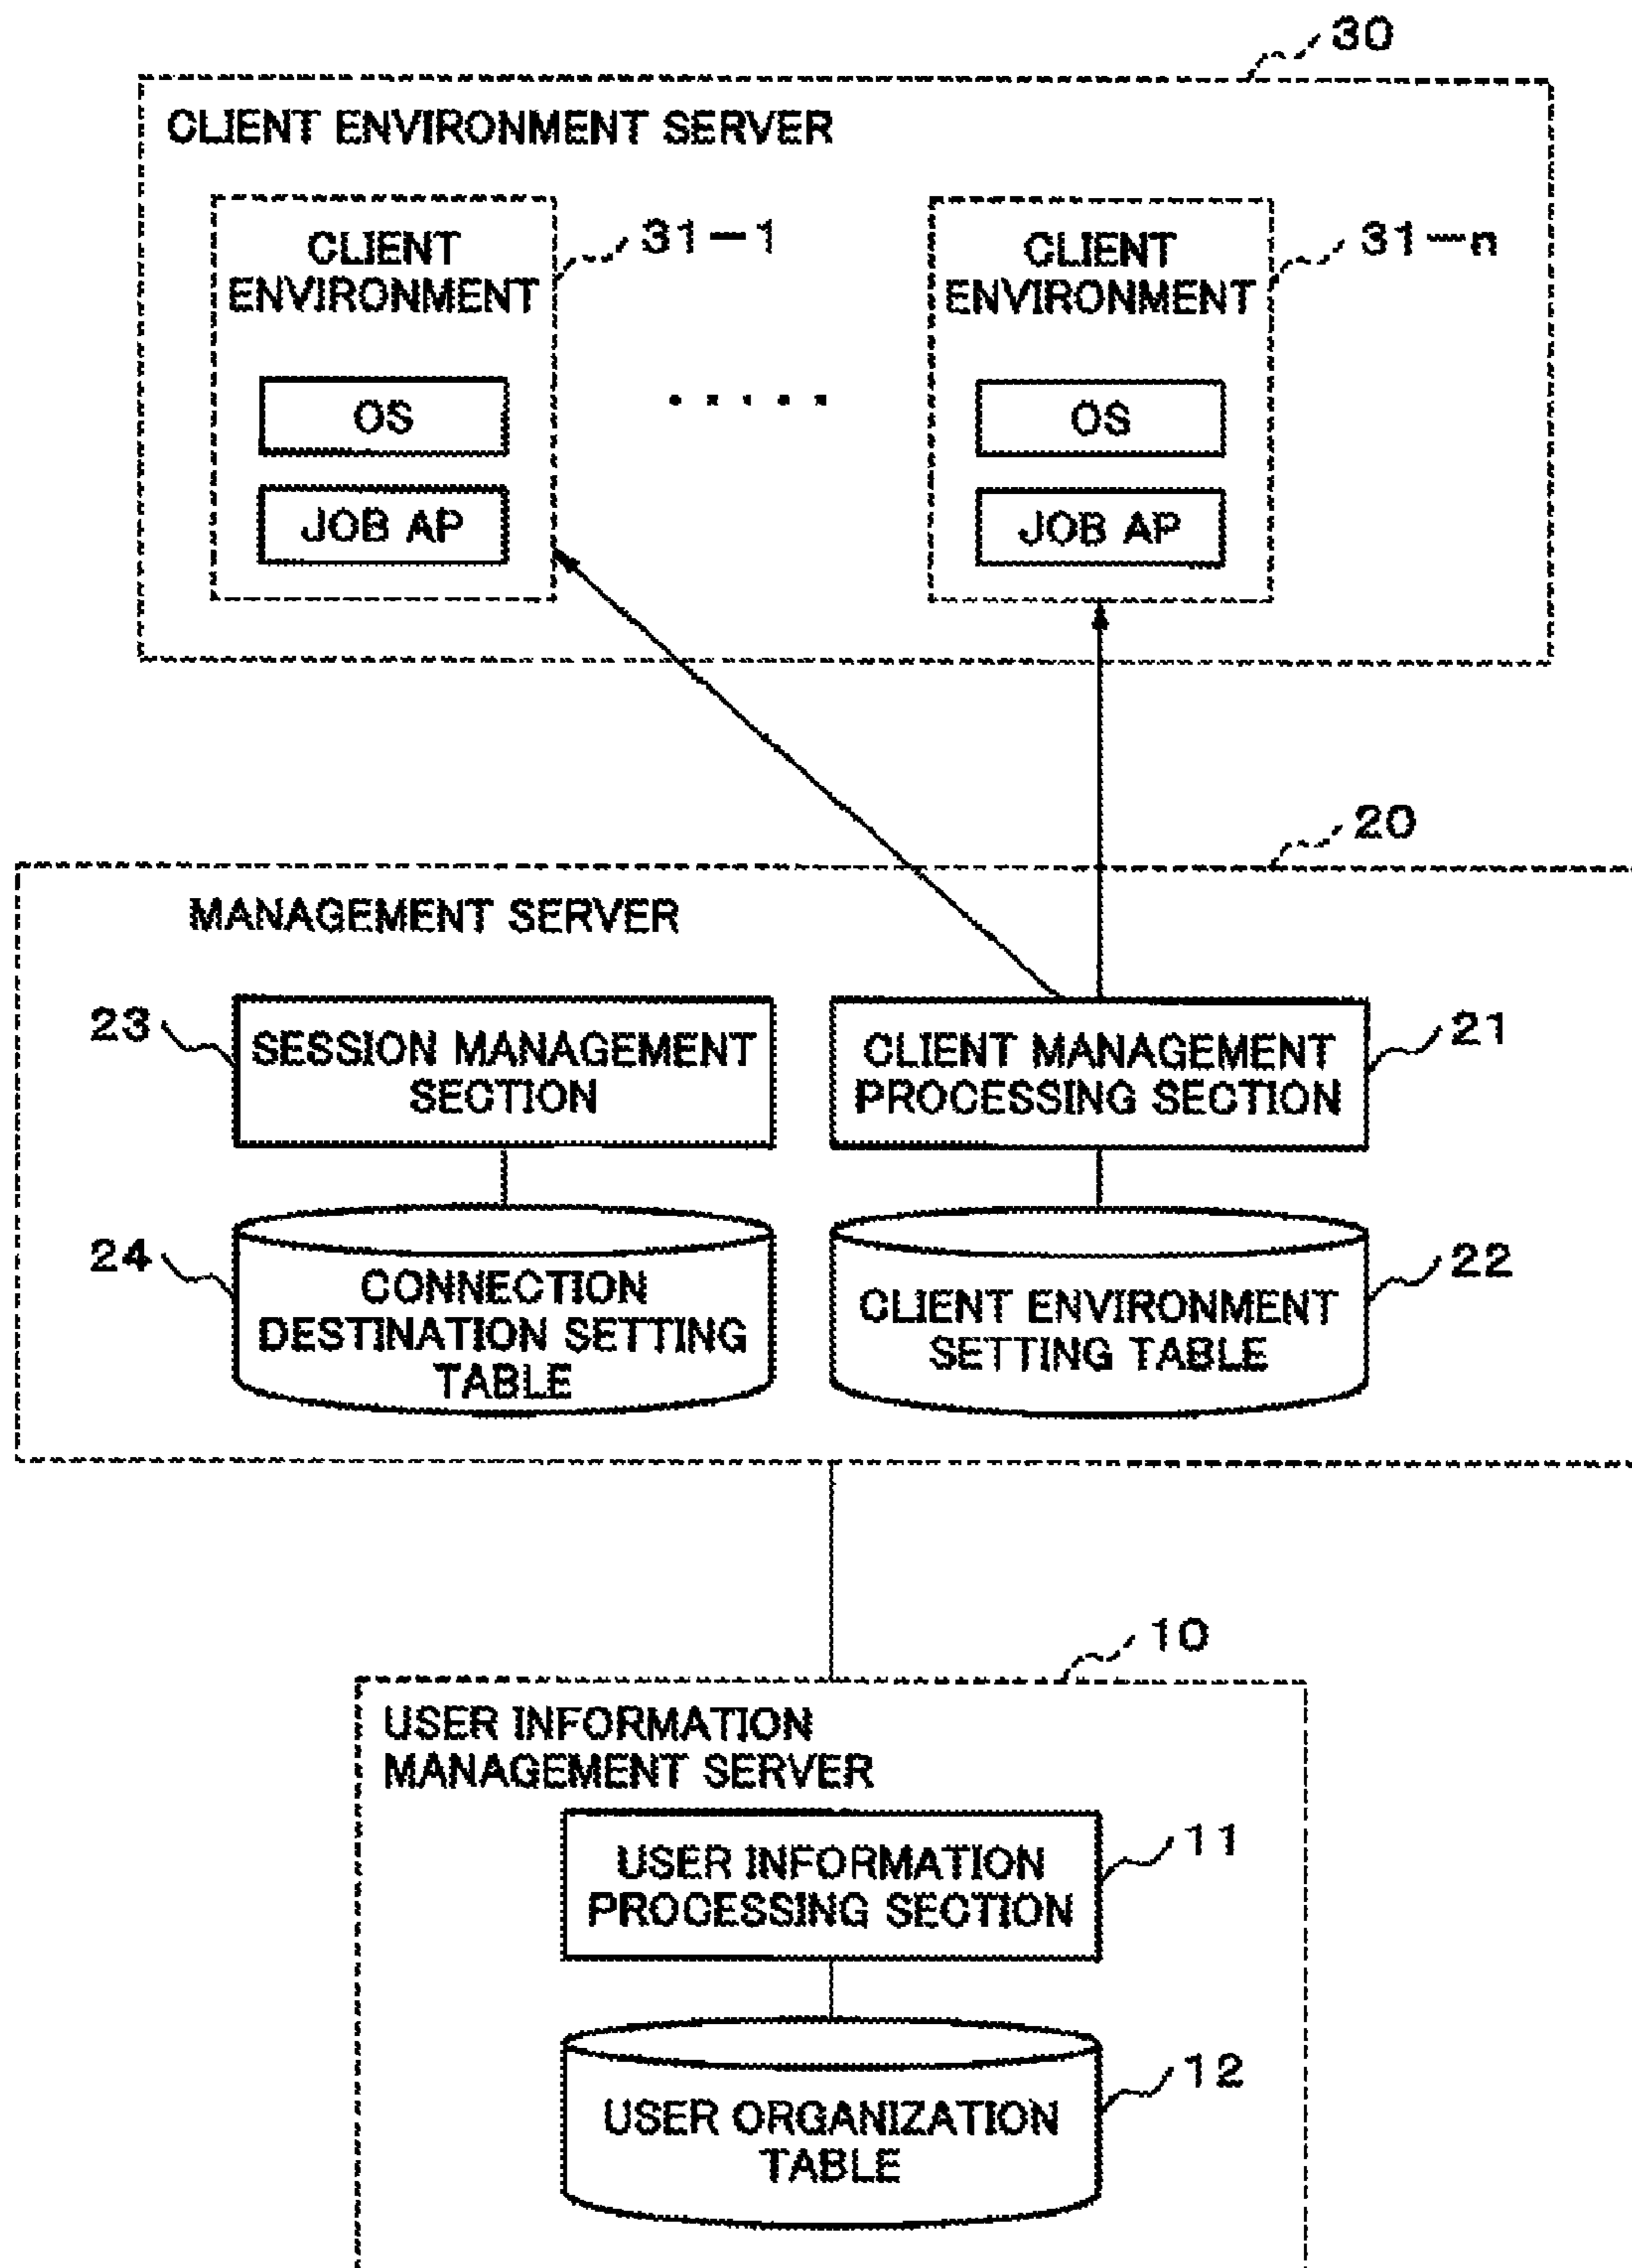 30
CLIENT ENVIRONMENT SERVER
CLIENT
ENVIRONMENT
31-1
OS
JOB AP
.....
CLIENT
ENVIRONMENT
31-n
OS
JOB AP
20
MANAGEMENT SERVER
23
SESSION MANAGEMENT
SECTION
CLIENT MANAGEMENT
PROCESSING SECTION
21
24
CONNECTION
DESTINATION SETTING
TABLE
CLIENT ENVIRONMENT
SETTING TABLE
22
10
USER INFORMATION
MANAGEMENT SERVER
USER INFORMATION
PROCESSING SECTION
11
USER ORGANIZATION
TABLE
12